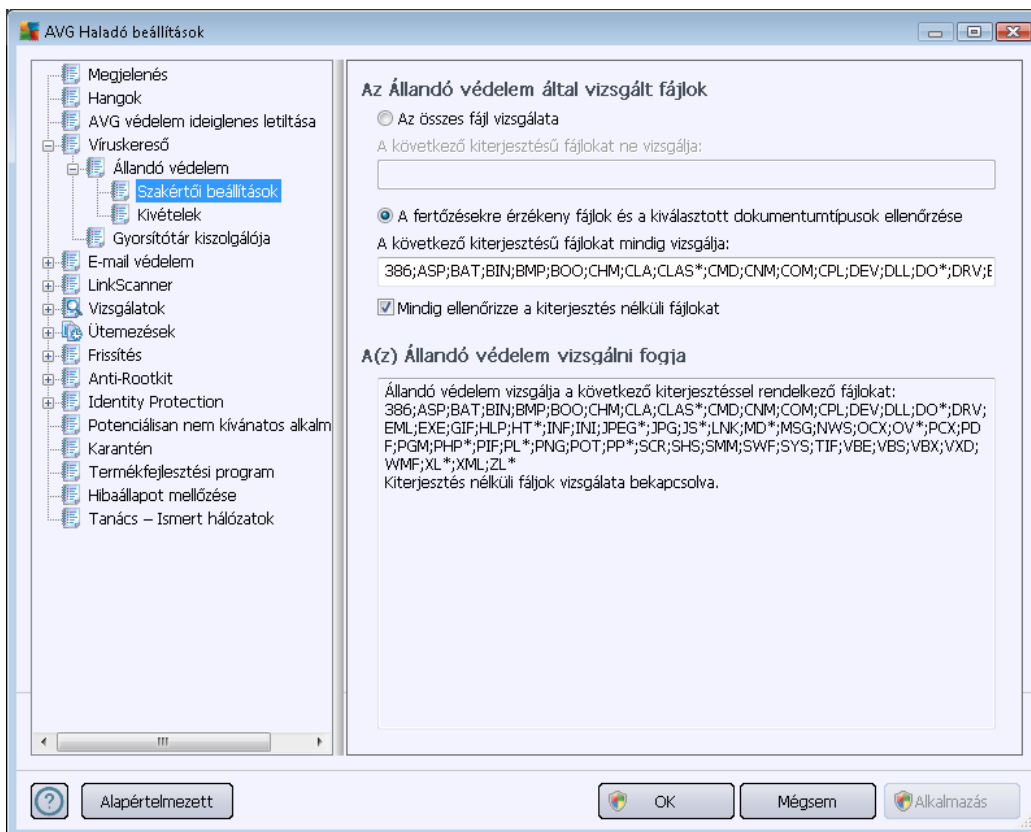 AVG Haladó beállítások
Megjelenés
Hangok
AVG védelem ideiglenes letiltása
Víruskereső
Állandó védelem
Szakértői beállítások
Kivételek
Gyorsítótár kiszolgálója
E-mail védelem
LinkScanner
Vizsgálatok
Ütemezések
Frissítés
Anti-Rootkit
Identity Protection
Potenciálisan nem kívánatos alkalm
Karantén
Termékfejlesztési program
Hibaállapot mellőzése
Tanács – Ismert hálózatok
Az Állandó védelem által vizsgált fájlok
Az összes fájl vizsgálata
A következő kiterjesztésű fájlokat ne vizsgálja:
A fertőzésekre érzékeny fájlok és a kiválasztott dokumentumtípusok ellenőrzése
A következő kiterjesztésű fájlokat mindig vizsgálja:
386;ASP;BAT;BIN;BMP;BOO;CHM;CLA;CLAS*;CMD;CNM;COM;CPL;DEV;DLL;DO*;DRV;E
Mindig ellenőrizze a kiterjesztés nélküli fájlokat
A(z) Állandó védelem vizsgálni fogja
Állandó védelem vizsgálja a következő kiterjesztéssel rendelkező fájlokat:
386;ASP;BAT;BIN;BMP;BOO;CHM;CLA;CLAS*;CMD;CNM;COM;CPL;DEV;DLL;DO*;DRV;
EML;EXE;GIF;HLP;HT*;INF;INI;JPEG*;JPG;JS*;LNK;MD*;MSG;NWS;OCX;OV*;PCX;PD
F;PGM;PHP*;PIF;PL*;PNG;POT;PP*;SCR;SHS;SMM;SWF;SYS;TIF;VBE;VBS;VBX;VXD;
WMF;XL*;XML;ZL*
Kiterjesztés nélküli fáljok vizsgálata bekapcsolva.
Alapértelmezett
OK
Mégsem
Alkalmazás